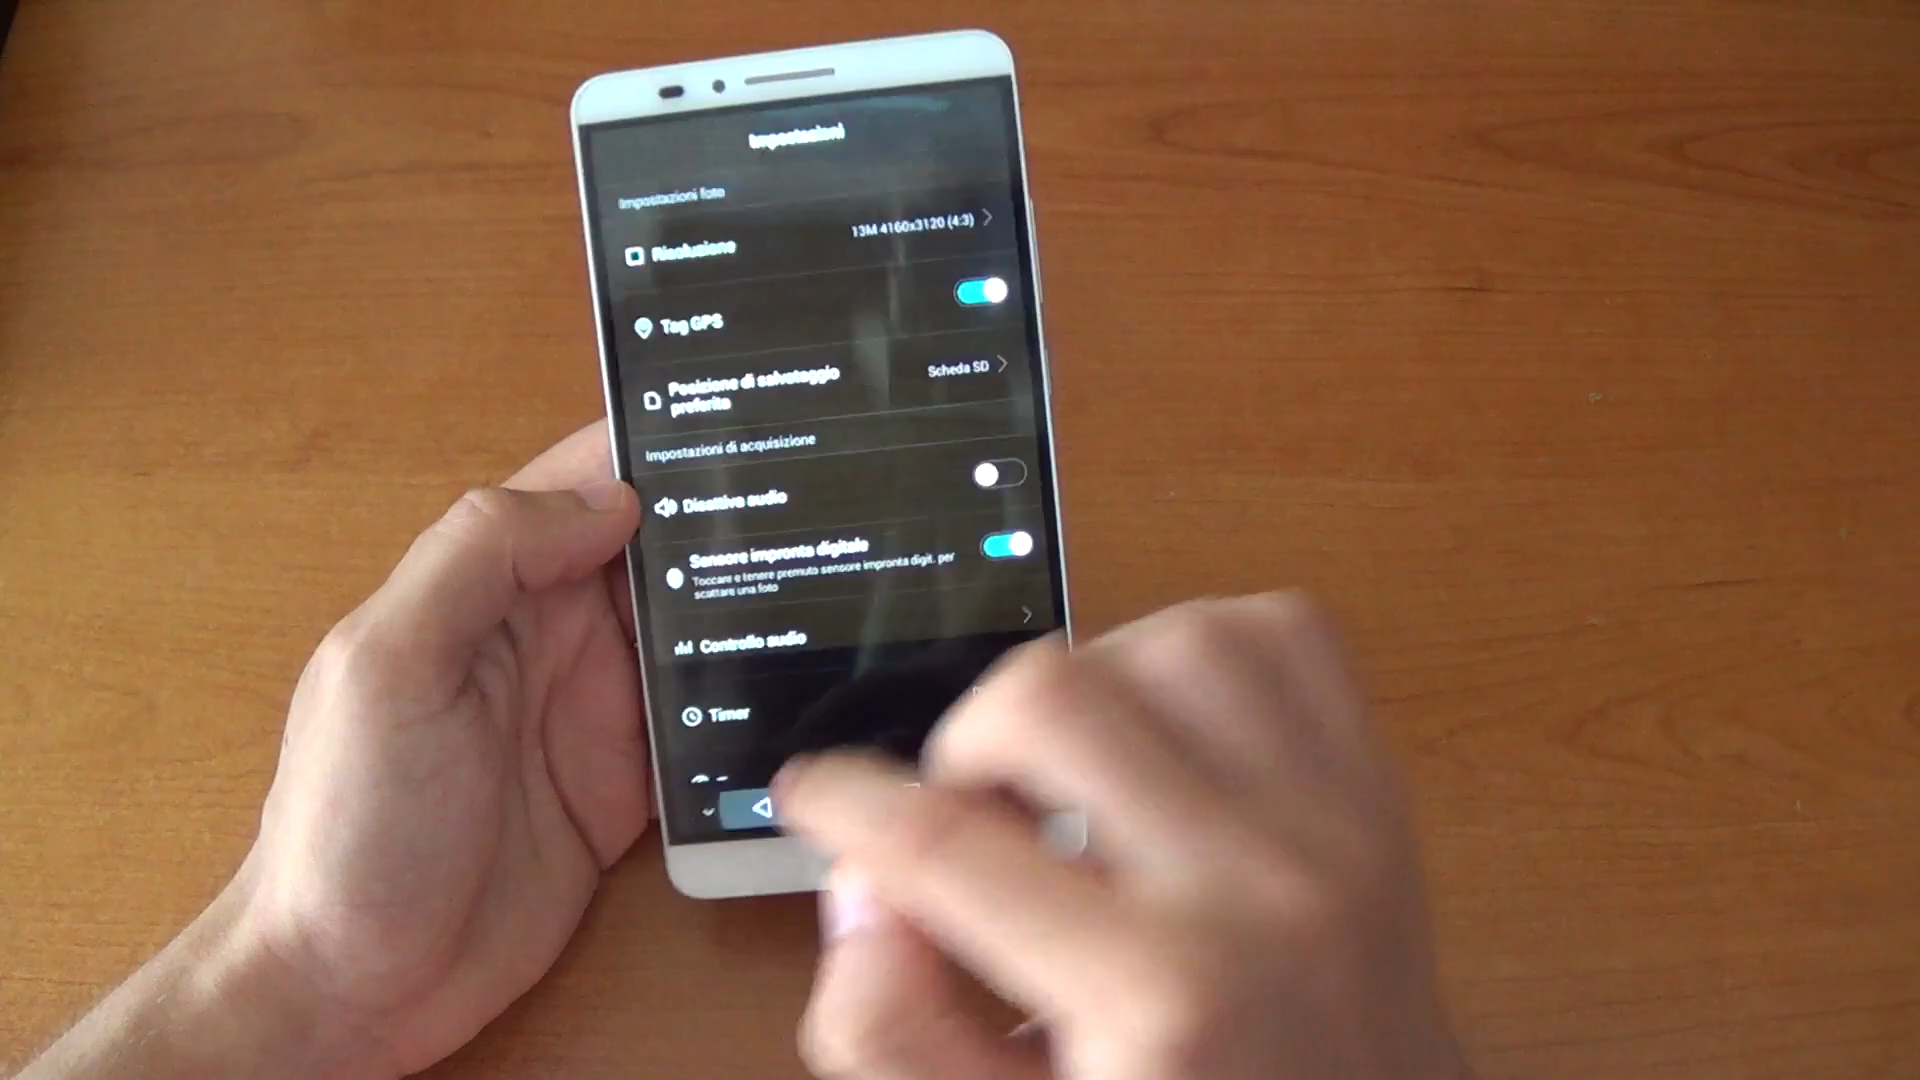 Impostazioni
Impostazioni foto
Risoluzione 13M 4160x3120 (4:3)
Tag GPS
Posizione di salvataggio
preferita Scheda SD
Impostazioni di acquisizione
Disattiva audio
Sensore impronta digitale
Toccare e tenere premuto sensore impronta digit. per
scattare una foto
Controllo audio
Timer